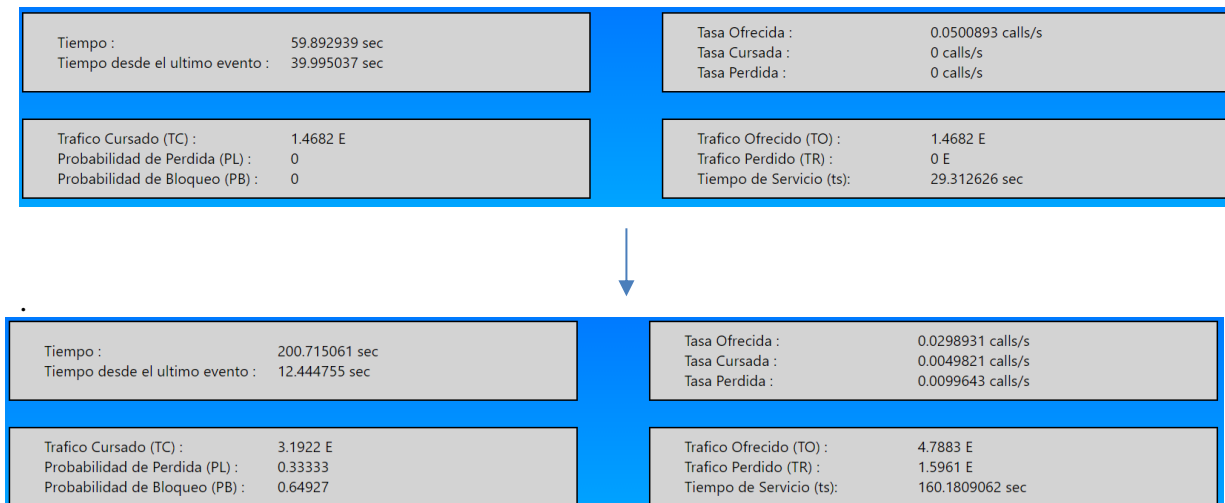 Tiempo : 59.892939 sec
Tiempo desde el ultimo evento : 39.995037 sec
Tasa Ofrecida : 0.0500893 calls/s
Tasa Cursada : 0 calls/s
Tasa Perdida : 0 calls/s
Trafico Cursado (TC) : 1.4682 E
Probabilidad de Perdida (PL) : 0
Probabilidad de Bloqueo (PB) : 0
Trafico Ofrecido (TO) : 1.4682 E
Trafico Perdido (TR) : 0 E
Tiempo de Servicio (ts): 29.312626 sec
.
Tiempo : 200.715061 sec
Tiempo desde el ultimo evento : 12.444755 sec
Tasa Ofrecida : 0.0298931 calls/s
Tasa Cursada : 0.0049821 calls/s
Tasa Perdida : 0.0099643 calls/s
Trafico Cursado (TC) : 3.1922 E
Probabilidad de Perdida (PL) : 0.33333
Probabilidad de Bloqueo (PB) : 0.64927
Trafico Ofrecido (TO) : 4.7883 E
Trafico Perdido (TR) : 1.5961 E
Tiempo de Servicio (ts): 160.1809062 sec